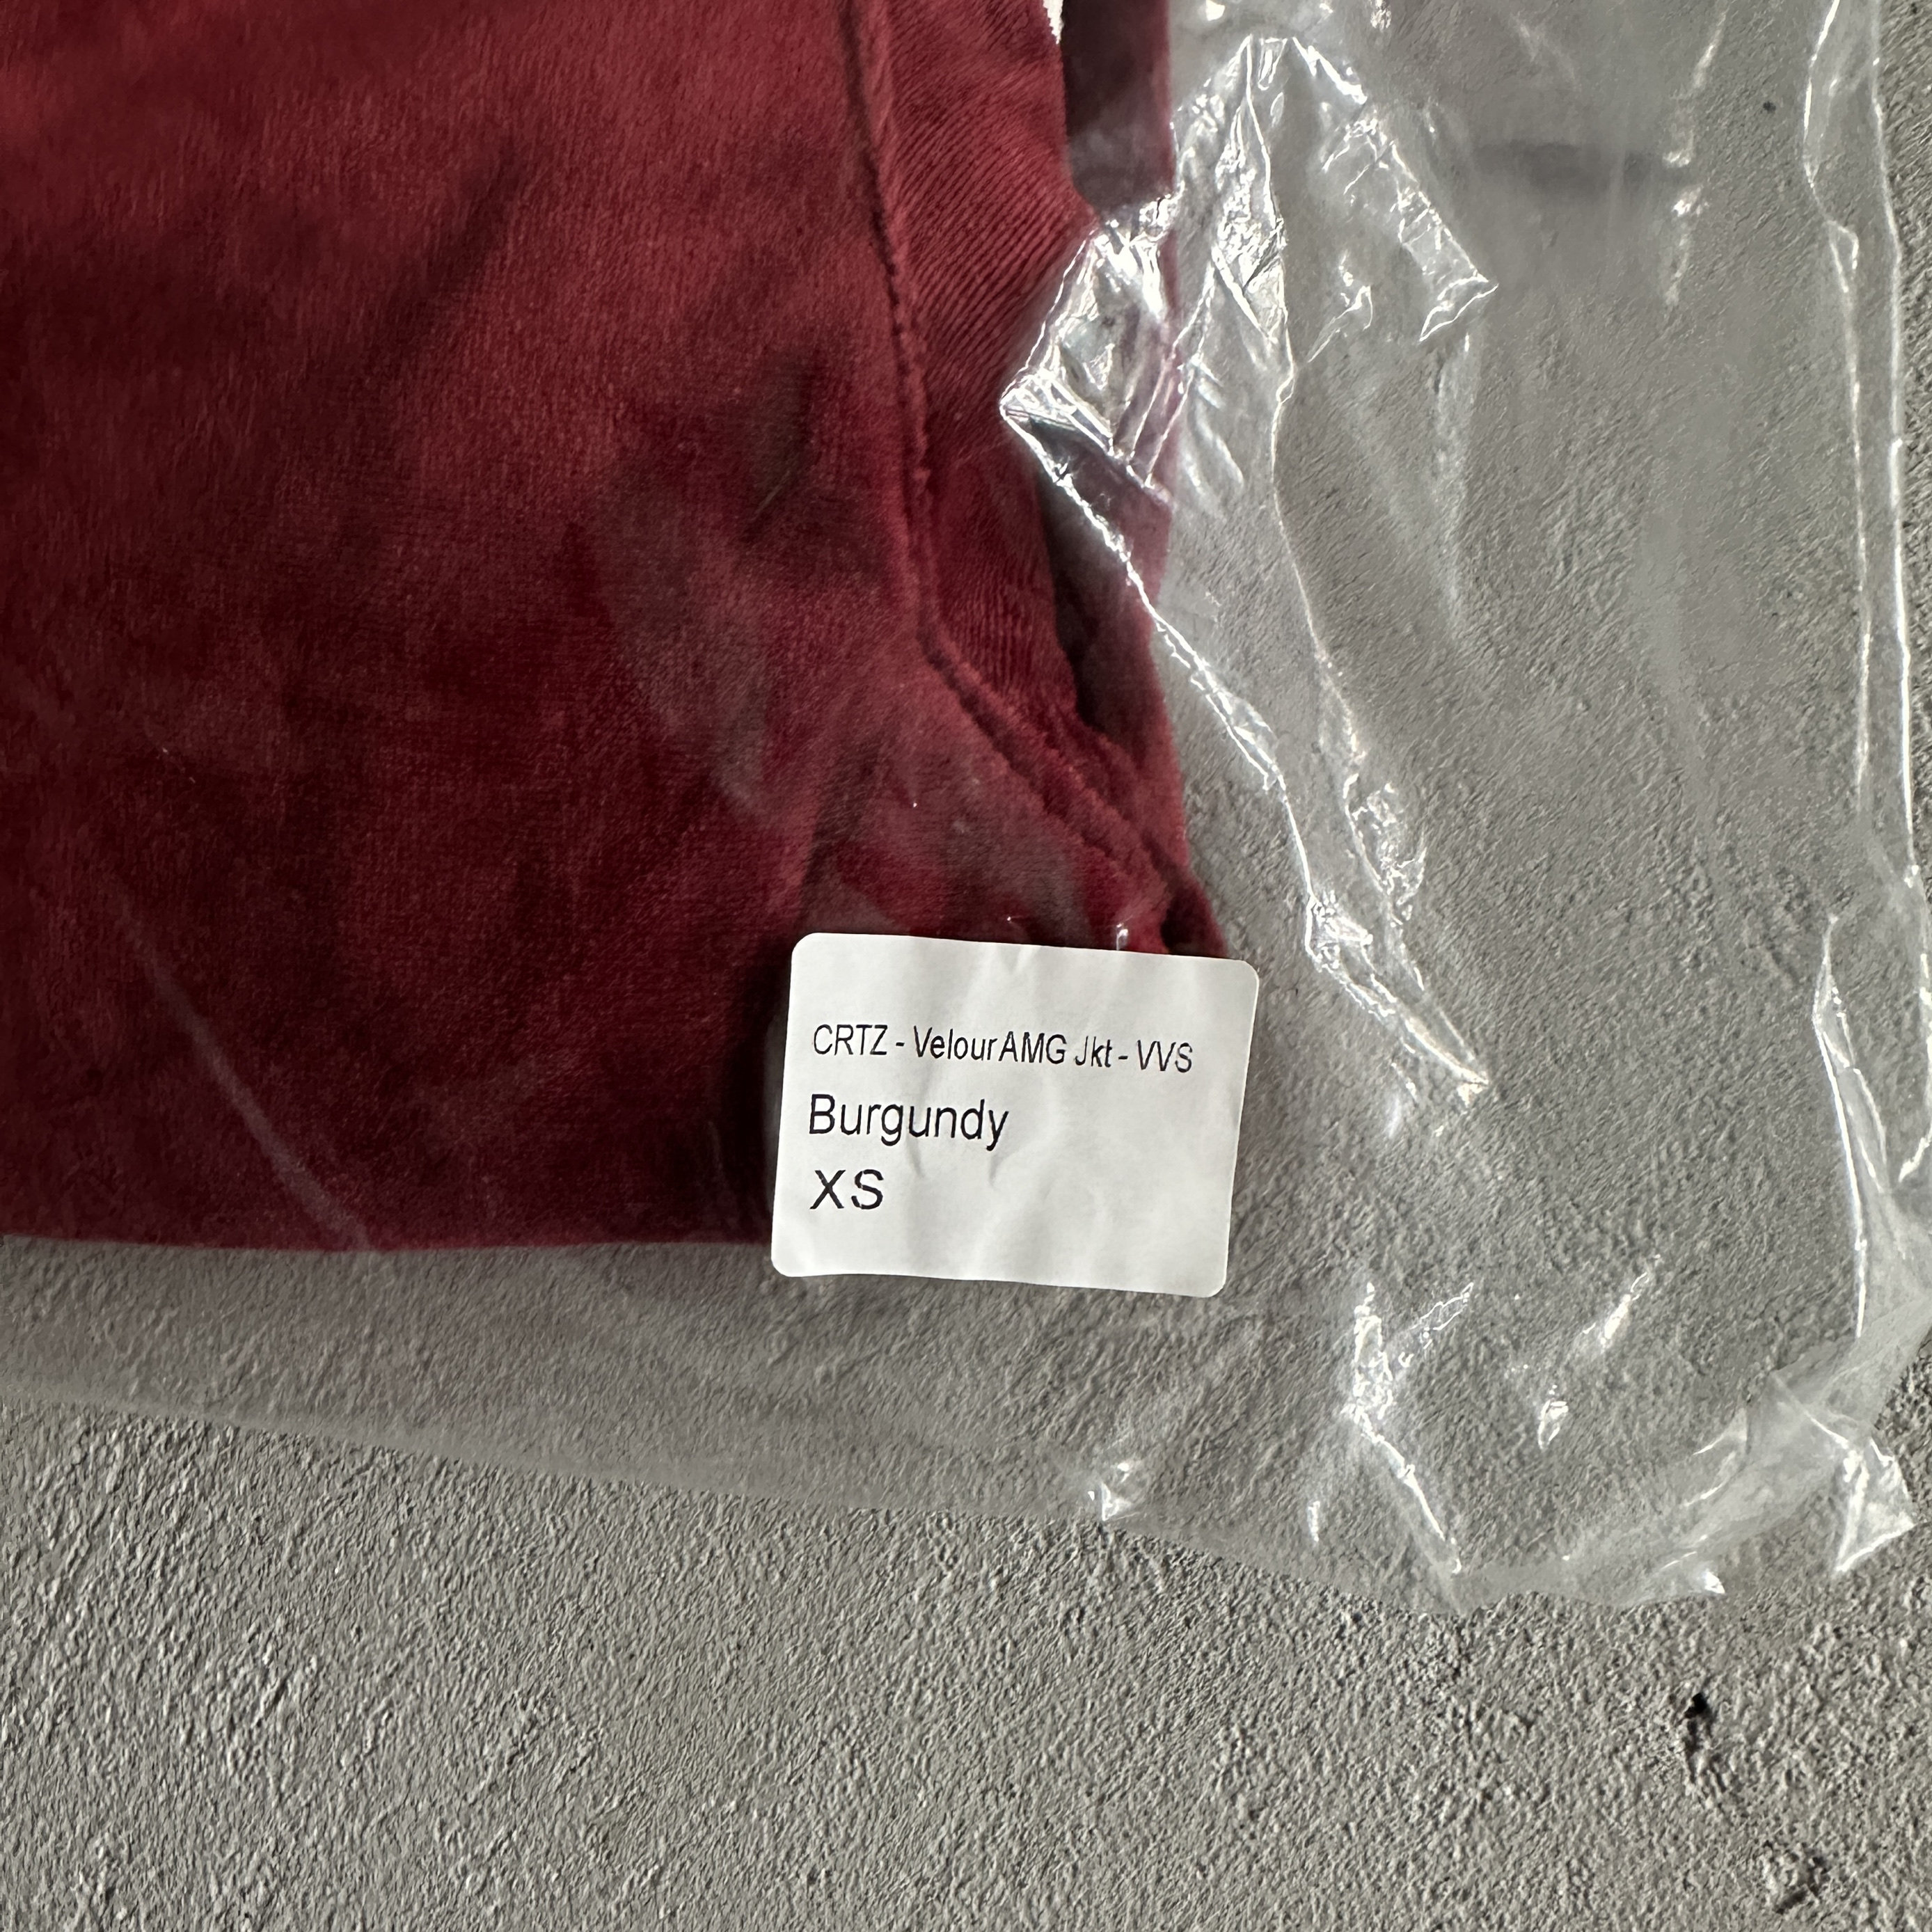 CRTZ - Velour AMG Jkt - VVS
Burgundy
XS